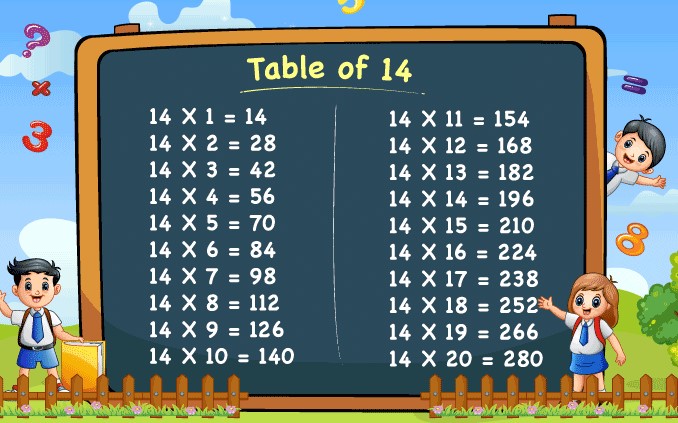 Table of 14
14 X 1 = 14
14 X 2 = 28
14 X 3 = 42
14 X 4 = 56
14 X 5 = 70
14 X 6 = 84
14 X 7 = 98
14 X 8 = 112
14 X 9 = 126
14 X 10 = 140
14 X 11 = 154
14 X 12 = 168
14 X 13 = 182
14 X 14 = 196
14 X 15 = 210
14 X 16 = 224
14 X 17 = 238
14 X 18 = 252
14 X 19 = 266
14 X 20 = 280
?
×
3
=
8